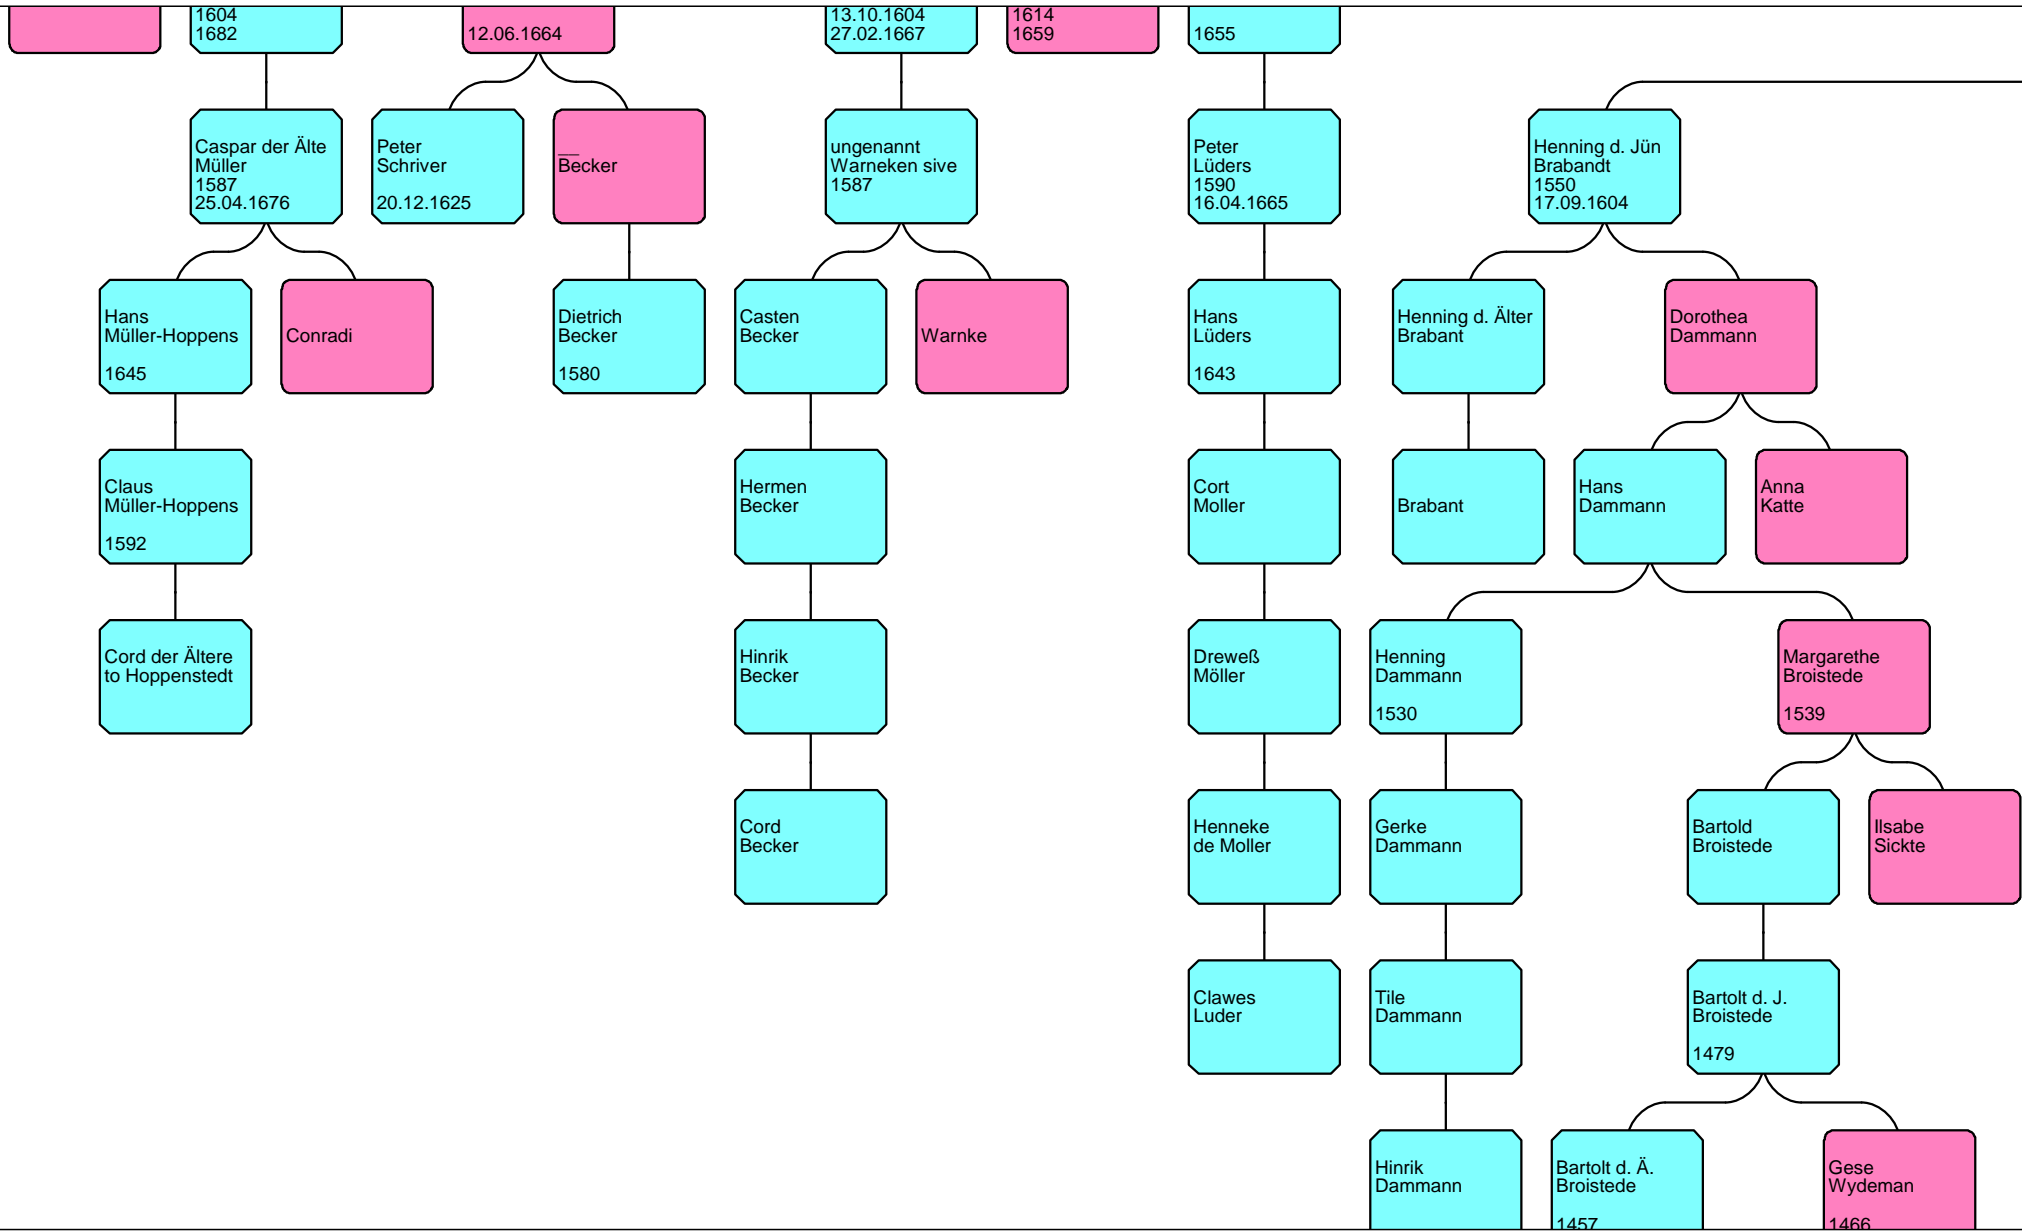 1604
1682
12.06.1664
13.10.1604
27.02.1667
1614
1659
1655
Caspar der Älte
Müller
1587
25.04.1676
Peter
Schriver
20.12.1625
__
Becker
ungenannt
Warneken sive
1587
Peter
Lüders
1590
16.04.1665
Henning d. Jün
Brabandt
1550
17.09.1604
Hans
Müller-Hoppens
1645
Conradi
Dietrich
Becker
1580
Casten
Becker
Warnke
Hans
Lüders
1643
Henning d. Älter
Brabant
Dorothea
Dammann
Claus
Müller-Hoppens
1592
Hermen
Becker
Cort
Moller
Brabant
Hans
Dammann
Anna
Katte
Cord der Ältere
to Hoppenstedt
Hinrik
Becker
Dreweß
Möller
Henning
Dammann
1530
Margarethe
Broistede
1539
Cord
Becker
Henneke
de Moller
Gerke
Dammann
Bartold
Broistede
Ilsabe
Sickte
Clawes
Luder
Tile
Dammann
Bartolt d. J.
Broistede
1479
Hinrik
Dammann
Bartolt d. Ä.
Broistede
1457
Gese
Wydeman
1466